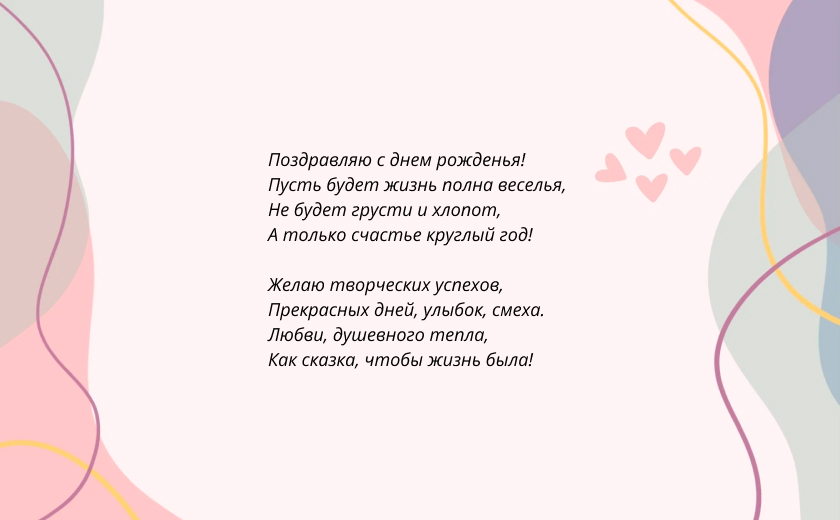 Поздравляю с днем рожденья!
Пусть будет жизнь полна веселья,
Не будет грусти и хлопот,
А только счастье круглый год!
Желаю творческих успехов,
Прекрасных дней, улыбок, смеха.
Любви, душевного тепла,
Как сказка, чтобы жизнь была!